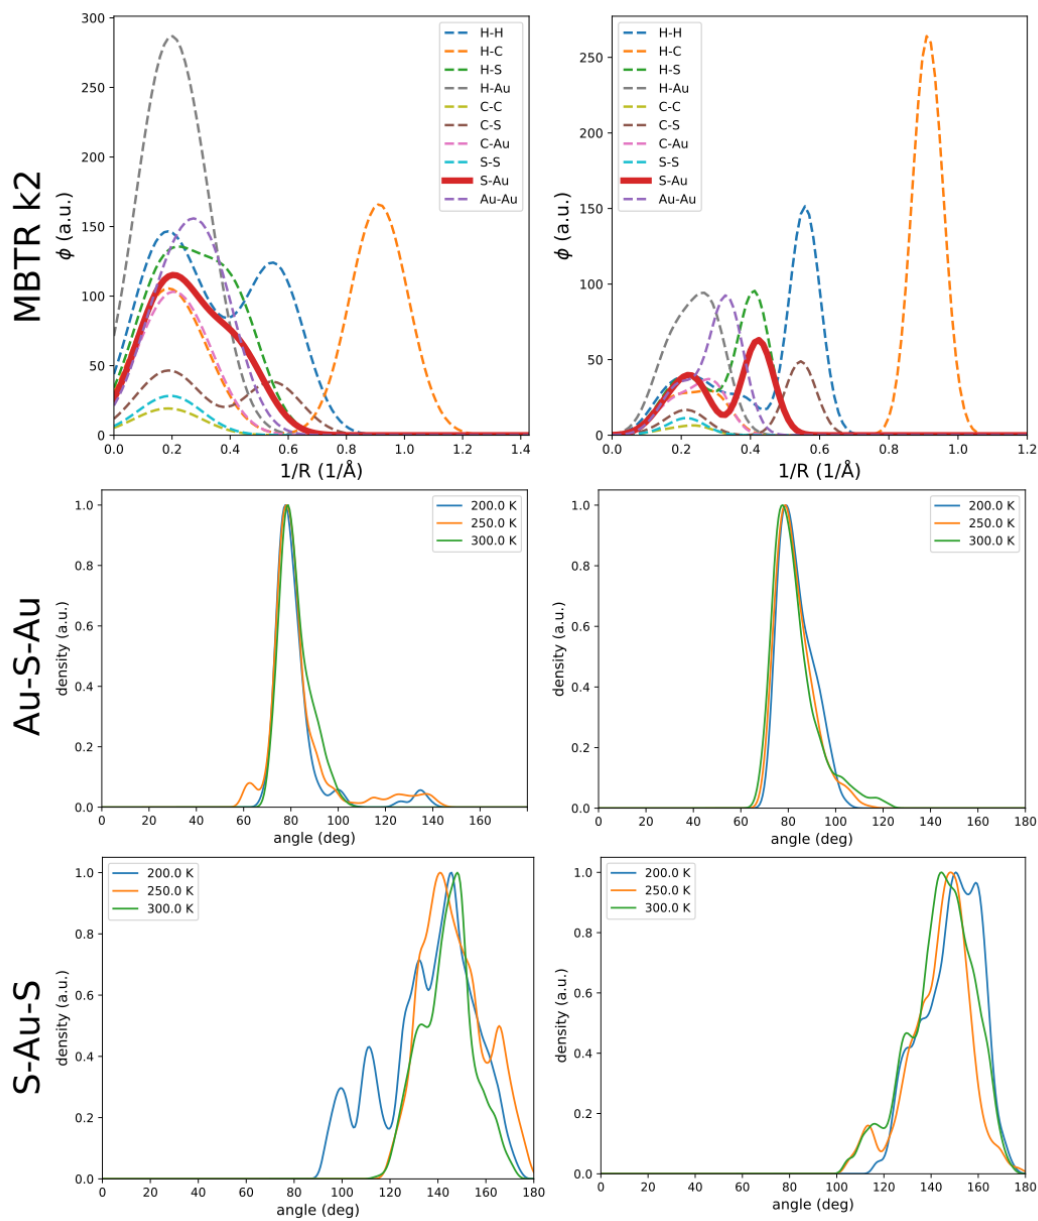 MBTR k2
ϕ (a.u.)
300
250
200
150
100
50
0
0.0 0.2 0.4 0.6 0.8 1.0 1.2 1.4
1/R (1/Å)
H-H
H-C
H-S
H-Au
C-C
C-S
C-Au
S-S
S-Au
Au-Au
ϕ (a.u.)
250
200
150
100
50
0
0.0 0.2 0.4 0.6 0.8 1.0 1.2
1/R (1/Å)
H-H
H-C
H-S
H-Au
C-C
C-S
C-Au
S-S
S-Au
Au-Au
Au-S-Au
density (a.u.)
1.0
0.8
0.6
0.4
0.2
0.0
0 20 40 60 80 100 120 140 160
angle (deg)
200.0 K
250.0 K
300.0 K
density (a.u.)
1.0
0.8
0.6
0.4
0.2
0.0
0 20 40 60 80 100 120 140 160 180
angle (deg)
200.0 K
250.0 K
300.0 K
S-Au-S
density (a.u.)
1.0
0.8
0.6
0.4
0.2
0.0
0 20 40 60 80 100 120 140 160 180
angle (deg)
200.0 K
250.0 K
300.0 K
density (a.u.)
1.0
0.8
0.6
0.4
0.2
0.0
0 20 40 60 80 100 120 140 160 180
angle (deg)
200.0 K
250.0 K
300.0 K